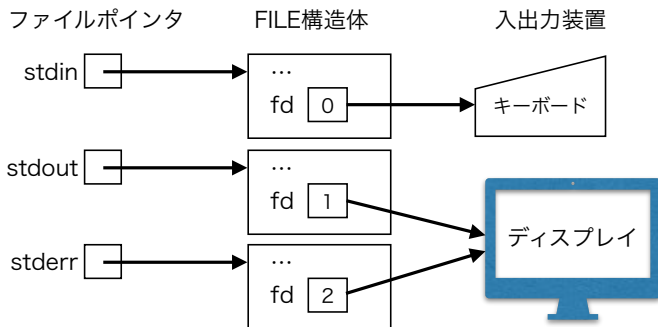 ファイルポインタ FILE構造体 入出力装置
stdin
…
fd 0
キーボード
stdout
…
fd 1
ディスプレイ
stderr
…
fd 2